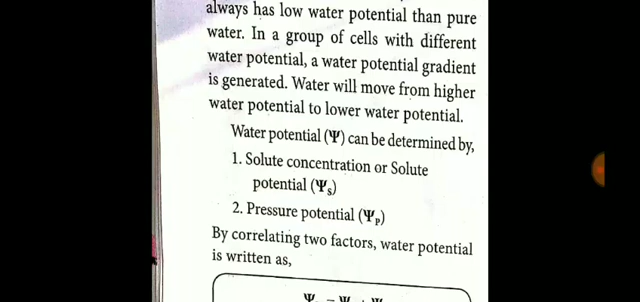 always has low water potential than pure
water. In a group of cells with different
water potential, a water potential gradient
is generated. Water will move from higher
water potential to lower water potential.
Water potential (Ψ) can be determined by,
1. Solute concentration or Solute
potential (Ψs)
2. Pressure potential (Ψp)
By correlating two factors, water potential
is written as,